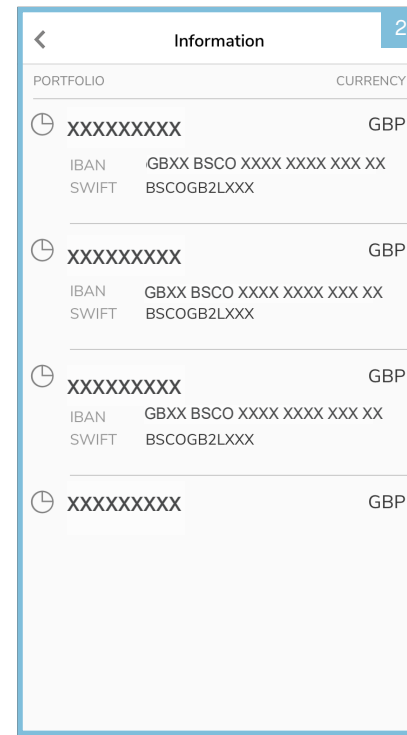 2
Information
PORTFOLIO CURRENCY
XXXXXXXXX GBP
IBAN GBXX BSCO XXXX XXXX XXX XX
SWIFT BSCOGB2LXXX
XXXXXXXXX GBP
IBAN GBXX BSCO XXXX XXXX XXX XX
SWIFT BSCOGB2LXXX
XXXXXXXXX GBP
IBAN GBXX BSCO XXXX XXXX XXX XX
SWIFT BSCOGB2LXXX
XXXXXXXXX GBP